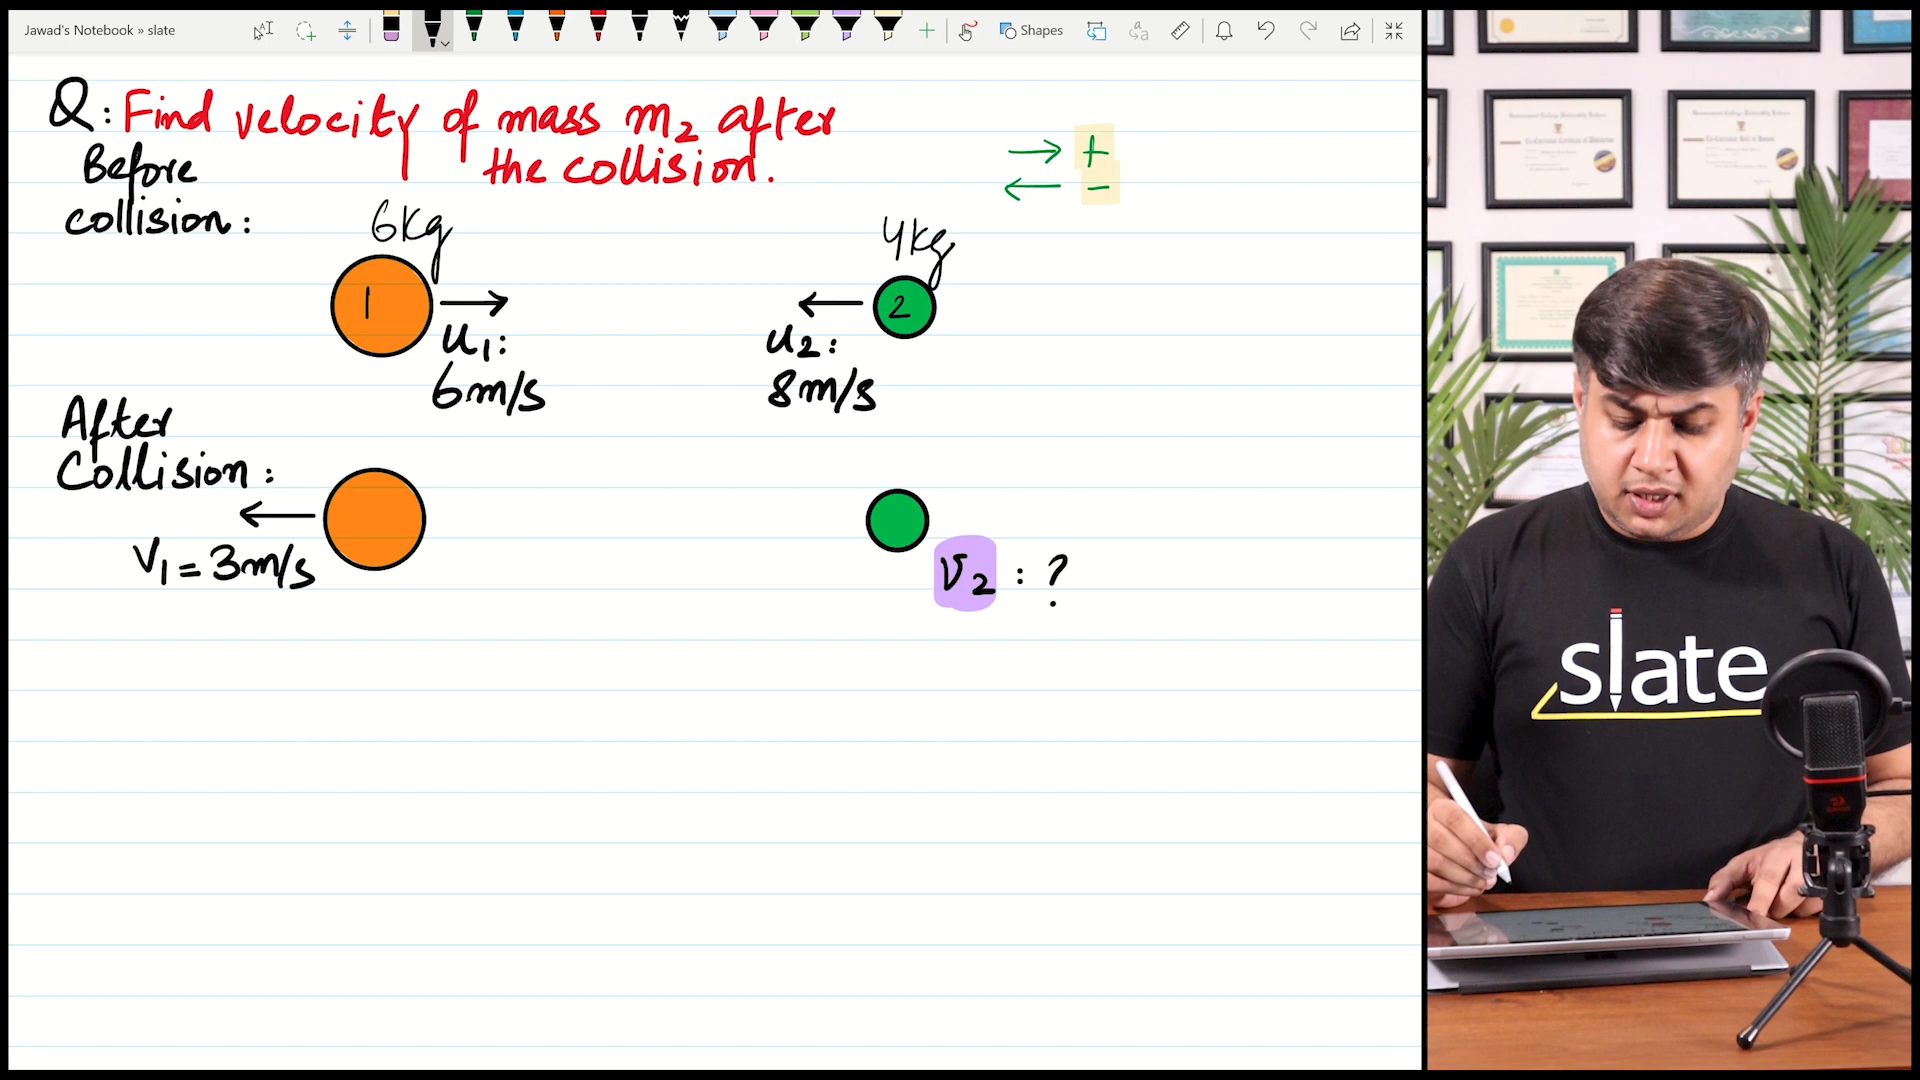 Jawad's Notebook » slate
Shapes
Q: Find velocity of mass m2 after
the collision.
Before
collision:
→ +
← -
6kg
4kg
1
2
u1:
6m/s
u2:
8m/s
After
Collision:
V1 = 3m/s
V2 : ?
slate